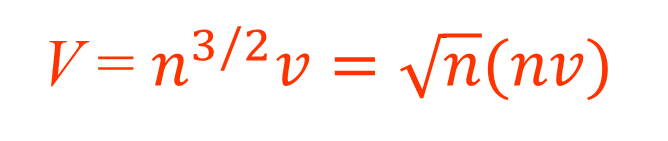 V = n^{3/2} v = √n(nv)